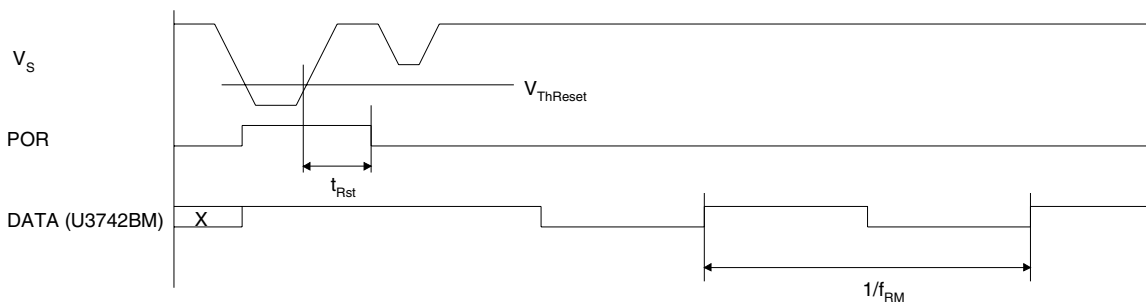 V_S
V_ThReset
POR
t_Rst
DATA (U3742BM)
X
1/f_RM